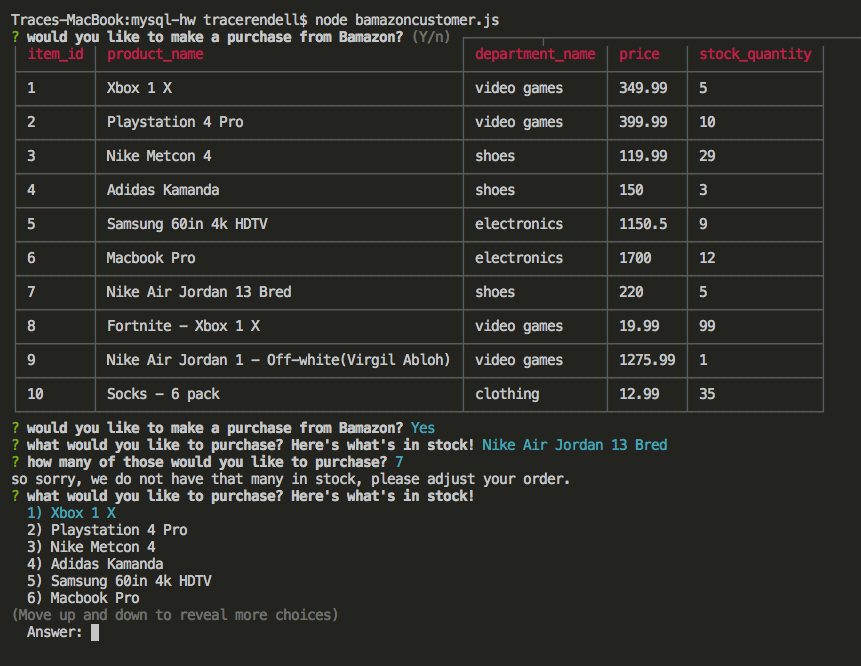 Traces-MacBook:mysql-hw tracerendell$ node bamazoncustomer.js
? would you like to make a purchase from Bamazon? (Y/n)
item_id product_name department_name price stock_quantity
1 Xbox 1 X video games 349.99 5
2 Playstation 4 Pro video games 399.99 10
3 Nike Metcon 4 shoes 119.99 29
4 Adidas Kamanda shoes 150 3
5 Samsung 60in 4k HDTV electronics 1150.5 9
6 Macbook Pro electronics 1700 12
7 Nike Air Jordan 13 Bred shoes 220 5
8 Fortnite - Xbox 1 X video games 19.99 99
9 Nike Air Jordan 1 - Off-white(Virgil Abloh) video games 1275.99 1
10 Socks - 6 pack clothing 12.99 35
? would you like to make a purchase from Bamazon? Yes
? what would you like to purchase? Here's what's in stock! Nike Air Jordan 13 Bred
? how many of those would you like to purchase? 7
so sorry, we do not have that many in stock, please adjust your order.
? what would you like to purchase? Here's what's in stock!
1) Xbox 1 X
2) Playstation 4 Pro
3) Nike Metcon 4
4) Adidas Kamanda
5) Samsung 60in 4k HDTV
6) Macbook Pro
(Move up and down to reveal more choices)
Answer: